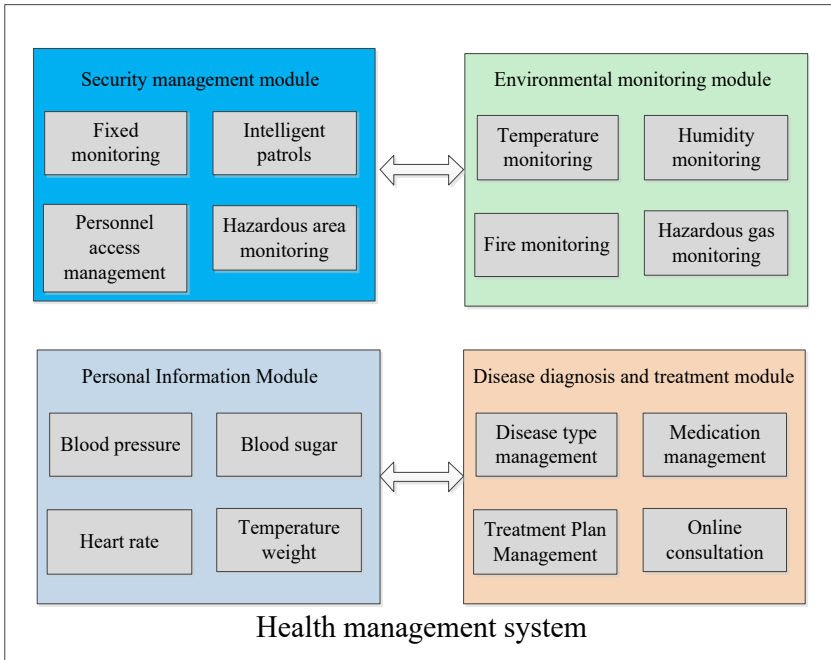 Security management module
Fixed
monitoring
Intelligent
patrols
Personnel
access
management
Hazardous area
monitoring
Environmental monitoring module
Temperature
monitoring
Humidity
monitoring
Fire monitoring
Hazardous gas
monitoring
Personal Information Module
Blood pressure
Blood sugar
Heart rate
Temperature
weight
Disease diagnosis and treatment module
Disease type
management
Medication
management
Treatment Plan
Management
Online
consultation
Health management system